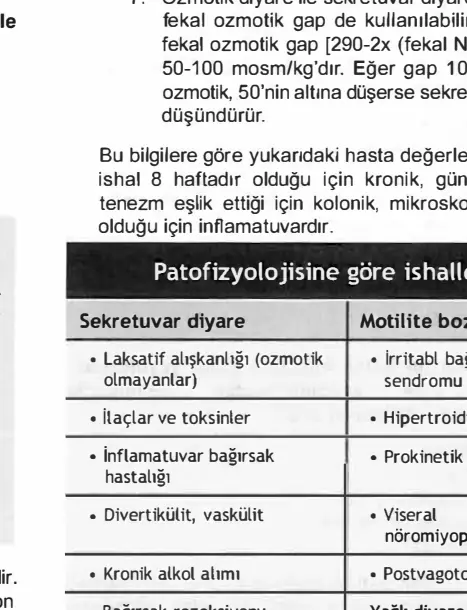 le
7. Ozmotik diyare ile sekretuvar diyare
fekal ozmotik gap de kullanılabilir
fekal ozmotik gap [290-2x (fekal N
50-100 mosm/kg'dır. Eğer gap 10
ozmotik, 50'nin altına düşerse sekre
düşündürür.
Bu bilgilere göre yukarıdaki hasta değerle
ishal 8 haftadır olduğu için kronik, gün
tenezm eşlik ettiği için kolonik, mikrosko
olduğu için inflamatuvardır.
Patofizyolojisine göre ishalle
Sekretuvar diyare
Motilite boz
• Laksatif alışkanlığı (ozmotik
olmayanlar)
• İrritabl bağ
sendromu
• İlaçlar ve toksinler
• Hipertroid
• İnflamatuvar bağırsak
hastalığı
• Prokinetik
• Divertikülit, vaskülit
• Viseral
nöromiyop
• Kronik alkol alımı
• Postvagoto
dir.
on